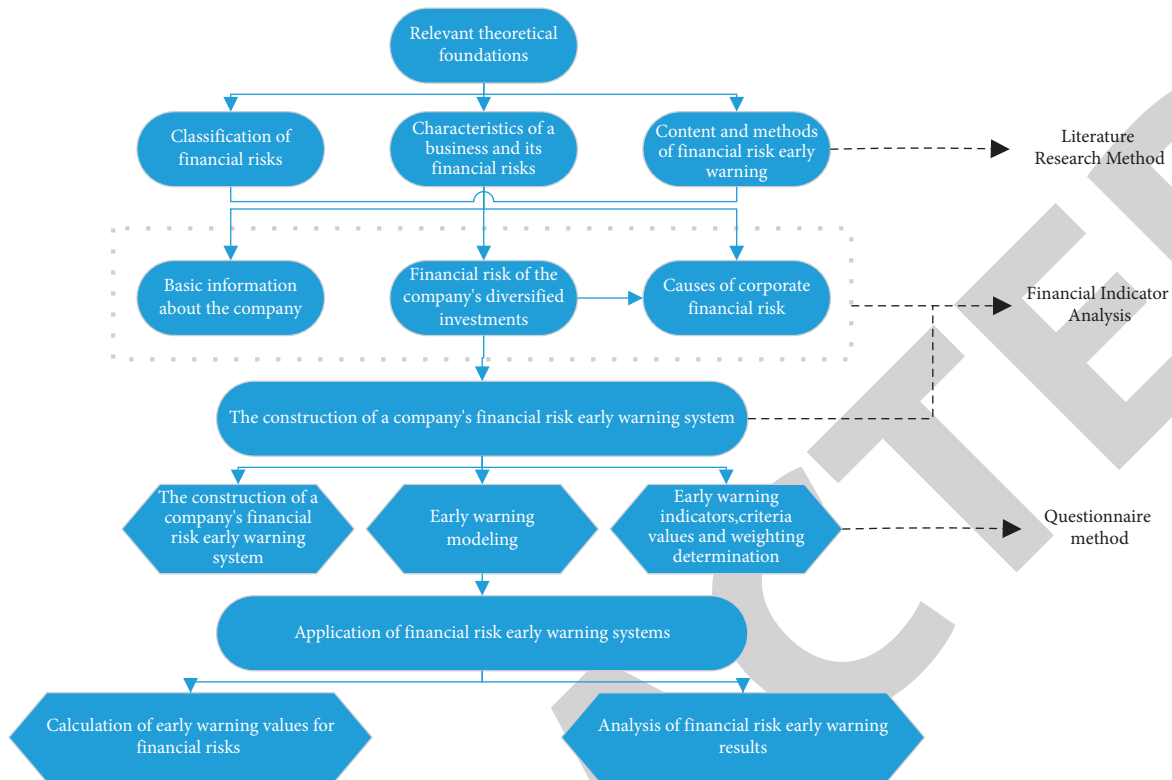 Relevant theoretical
foundations
Classification of
financial risks
Characteristics of a
business and its
financial risks
Content and methods
of financial risk early
warning
Literature
Research Method
Basic information
about the company
Financial risk of the
company's diversified
investments
Causes of corporate
financial risk
Financial Indicator
Analysis
The construction of a company's financial risk early warning system
The construction of a
company's financial
risk early warning
system
Early warning
modeling
Early warning
indicators,criteria
values and weighting
determination
Questionnaire
method
Application of financial risk early warning systems
Calculation of early warning values for
financial risks
Analysis of financial risk early warning
results